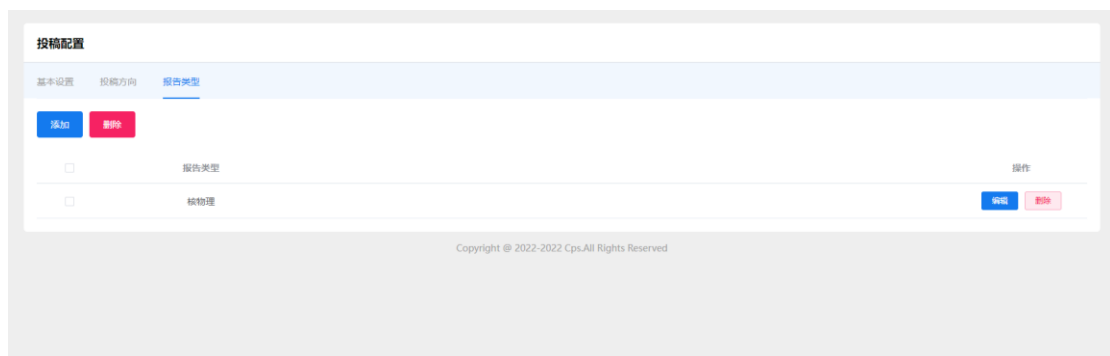 投稿配置
基本设置 投稿方向 报告类型
添加 删除
报告类型 操作
核物理 编辑 删除
Copyright @ 2022-2022 Cps.All Rights Reserved